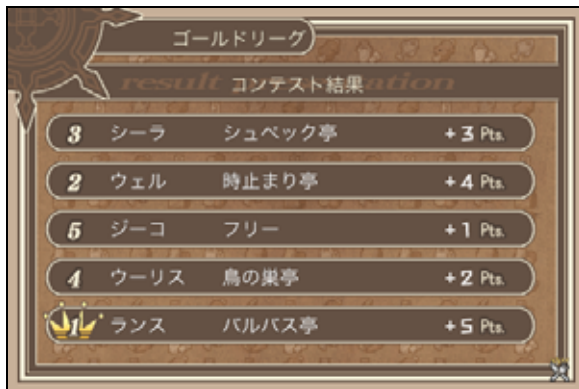 ゴールドリーグ
result ation
コンテスト結果
3 シーラ シュペック亭 +3 Pts.
2 ウェル 時止まり亭 +4 Pts.
5 ジーコ フリー +1 Pts.
4 ウーリス 鳥の巣亭 +2 Pts.
1 ランス バルバス亭 +5 Pts.